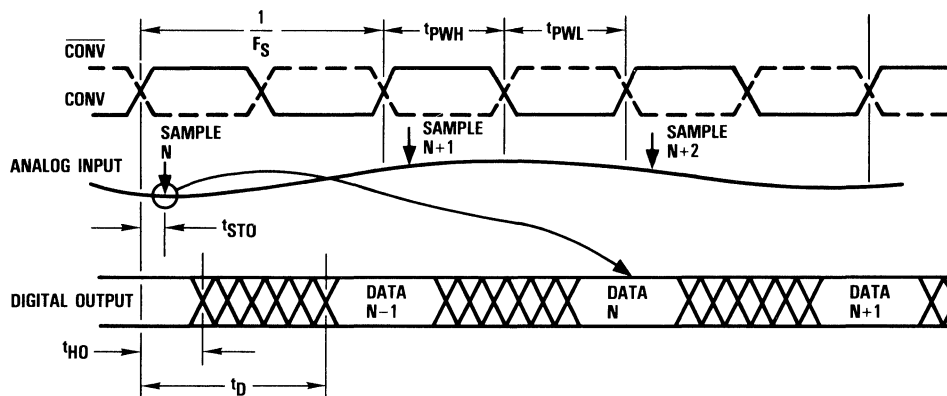 1
F_S
t_PWH
t_PWL
C̅O̅N̅V̅
CONV
SAMPLE
N
SAMPLE
N+1
SAMPLE
N+2
ANALOG INPUT
t_STO
DIGITAL OUTPUT
DATA
N−1
DATA
N
DATA
N+1
t_HO
t_D